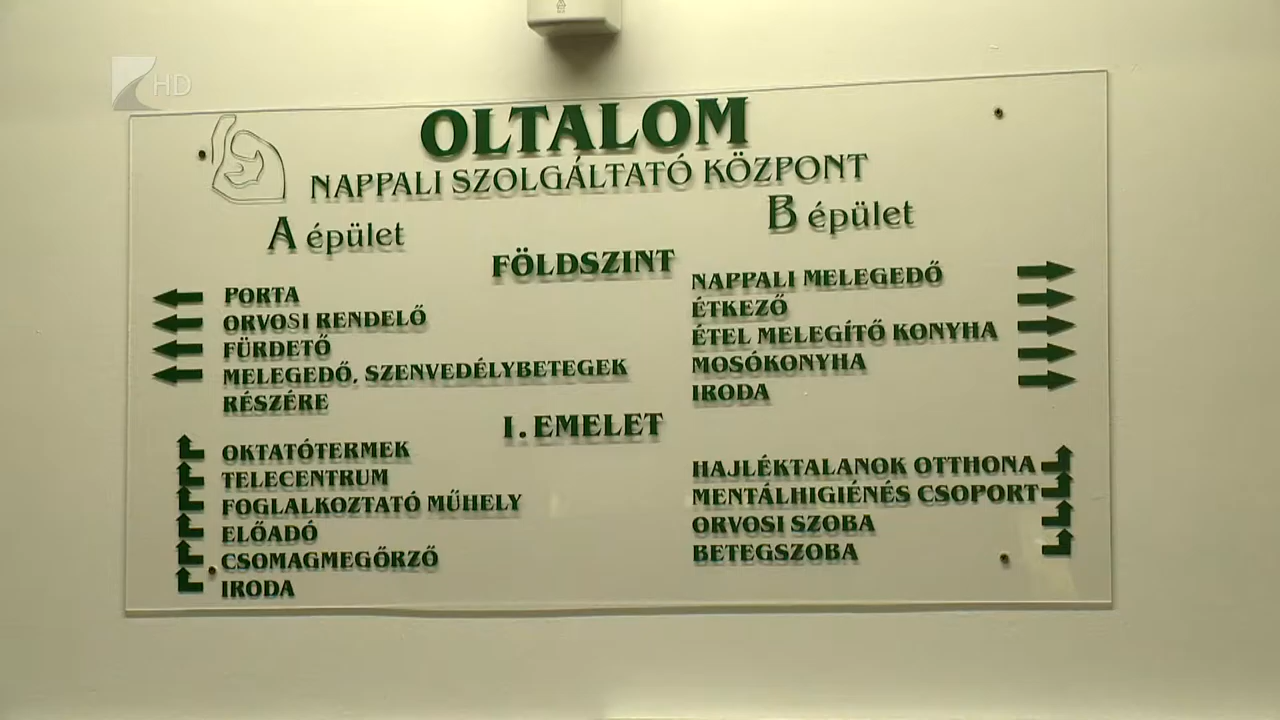 HD
OLTALOM
NAPPALI SZOLGÁLTATÓ KÖZPONT
A épület
B épület
FÖLDSZINT
PORTA
ORVOSI RENDELŐ
FÜRDETŐ
MELEGEDŐ, SZENVEDÉLYBETEGEK
RÉSZÉRE
NAPPALI MELEGEDŐ
ÉTKEZŐ
ÉTEL MELEGÍTŐ KONYHA
MOSÓKONYHA
IRODA
I. EMELET
OKTATÓTERMEK
TELECENTRUM
FOGLALKOZTATÓ MŰHELY
ELŐADÓ
CSOMAGMEGŐRZŐ
IRODA
HAJLÉKTALANOK OTTHONA
MENTÁLHIGIÉNÉS CSOPORT
ORVOSI SZOBA
BETEGSZOBA